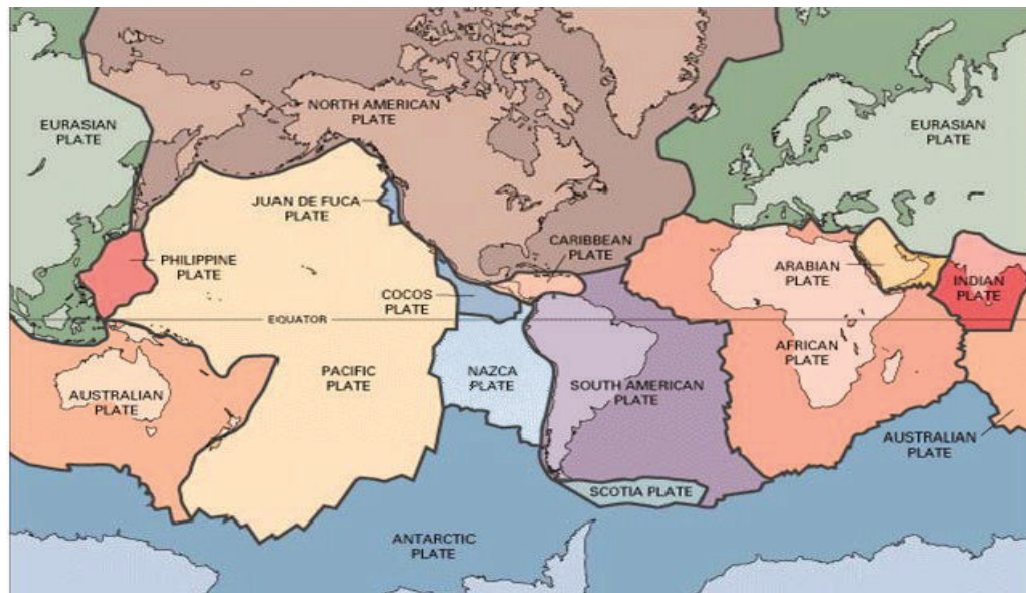 NORTH AMERICAN
PLATE
EURASIAN
PLATE
EURASIAN
PLATE
JUAN DE FUCA
PLATE
CARIBBEAN
PLATE
PHILIPPINE
PLATE
ARABIAN
PLATE
INDIAN
PLATE
COCOS
PLATE
EQUATOR
AFRICAN
PLATE
PACIFIC
PLATE
NAZCA
PLATE
SOUTH AMERICAN
PLATE
AUSTRALIAN
PLATE
AUSTRALIAN
PLATE
SCOTIA PLATE
ANTARCTIC
PLATE